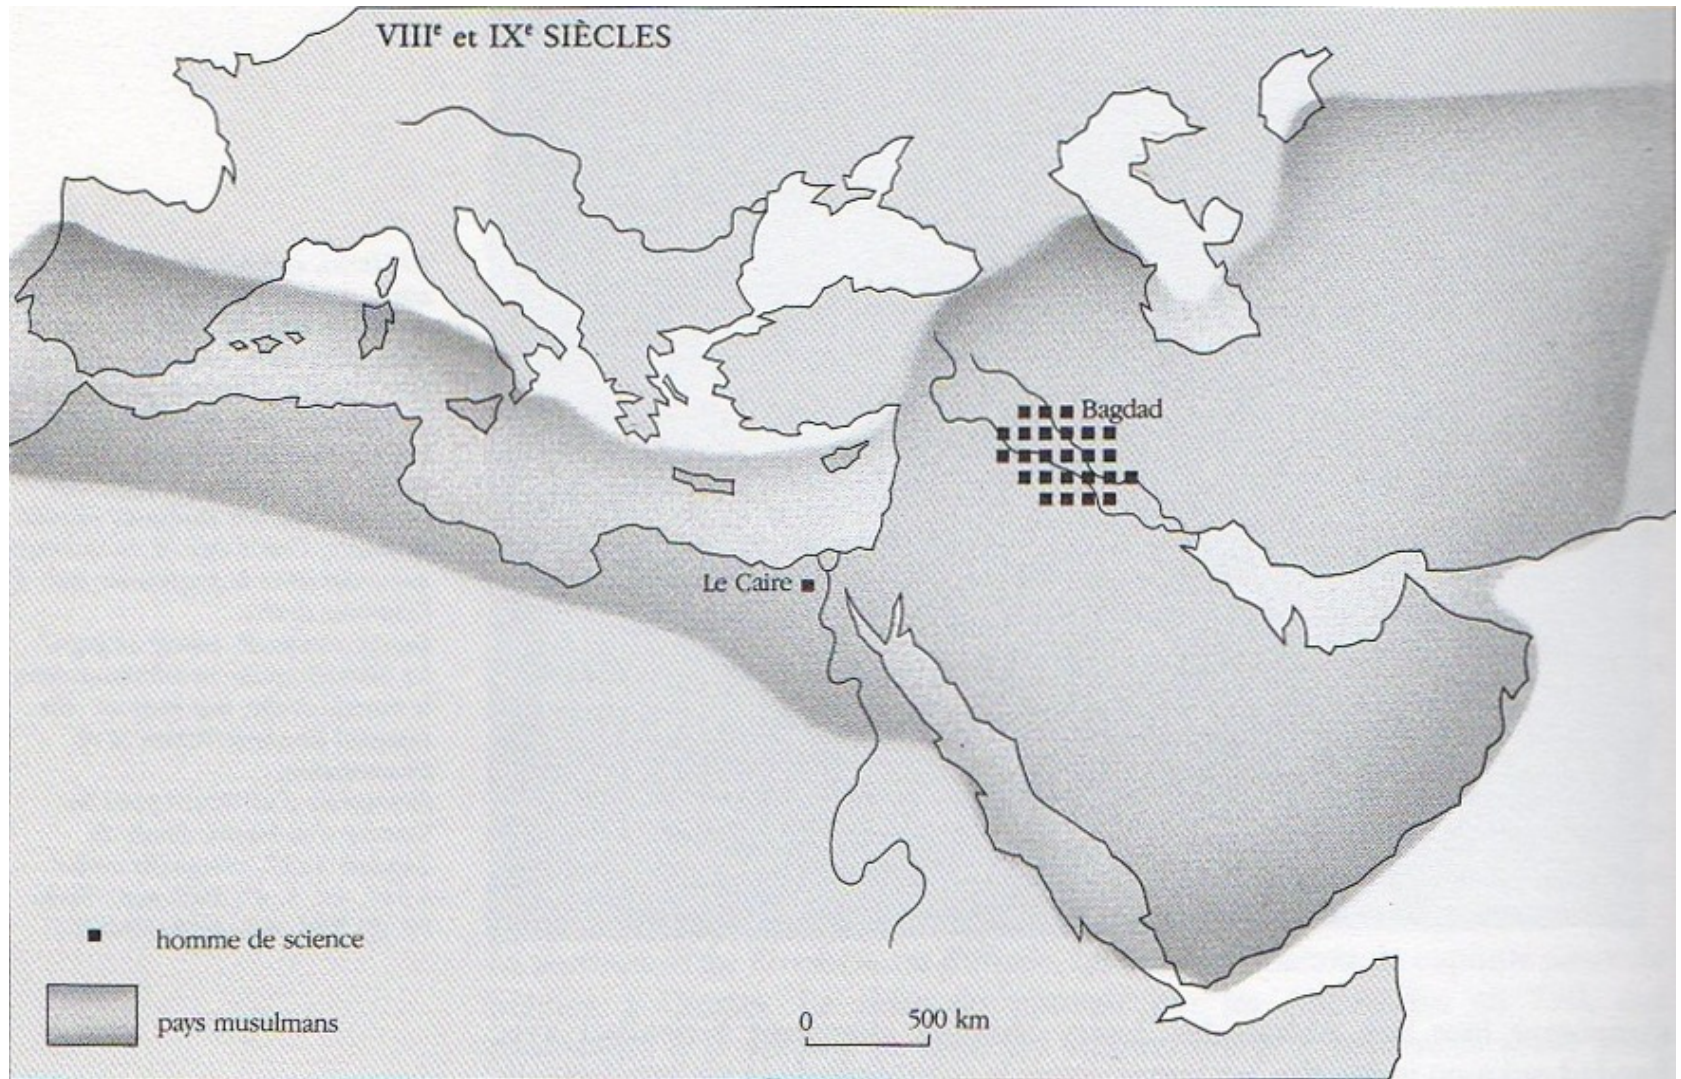 VIIIᵉ et IXᵉ SIÈCLES
Bagdad
Le Caire
homme de science
pays musulmans
0 500 km